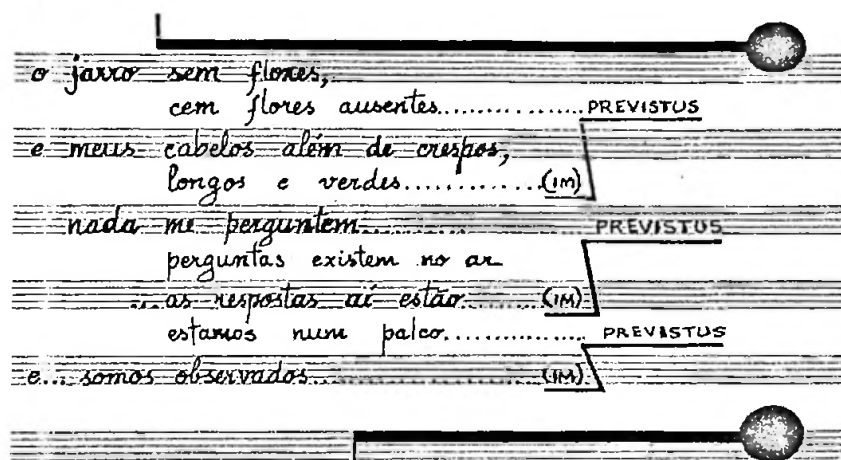 o jarro sem flores,
cem flores ausentes................ PREVISTUS
e meus cabelos além de crespos,
longos e verdes..............(IM)
nada me perguntem....................... PREVISTUS
perguntas existem no ar
...as respostas aí estão........(IM)
estamos num palco............... PREVISTUS
e... somos observados.......................(IM)